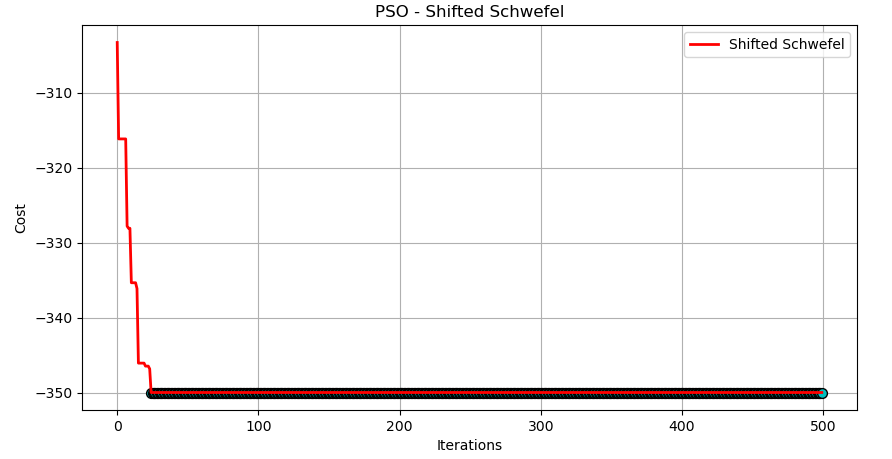 PSO - Shifted Schwefel
Shifted Schwefel
Cost
−310
−320
−330
−340
−350
0 100 200 300 400 500
Iterations